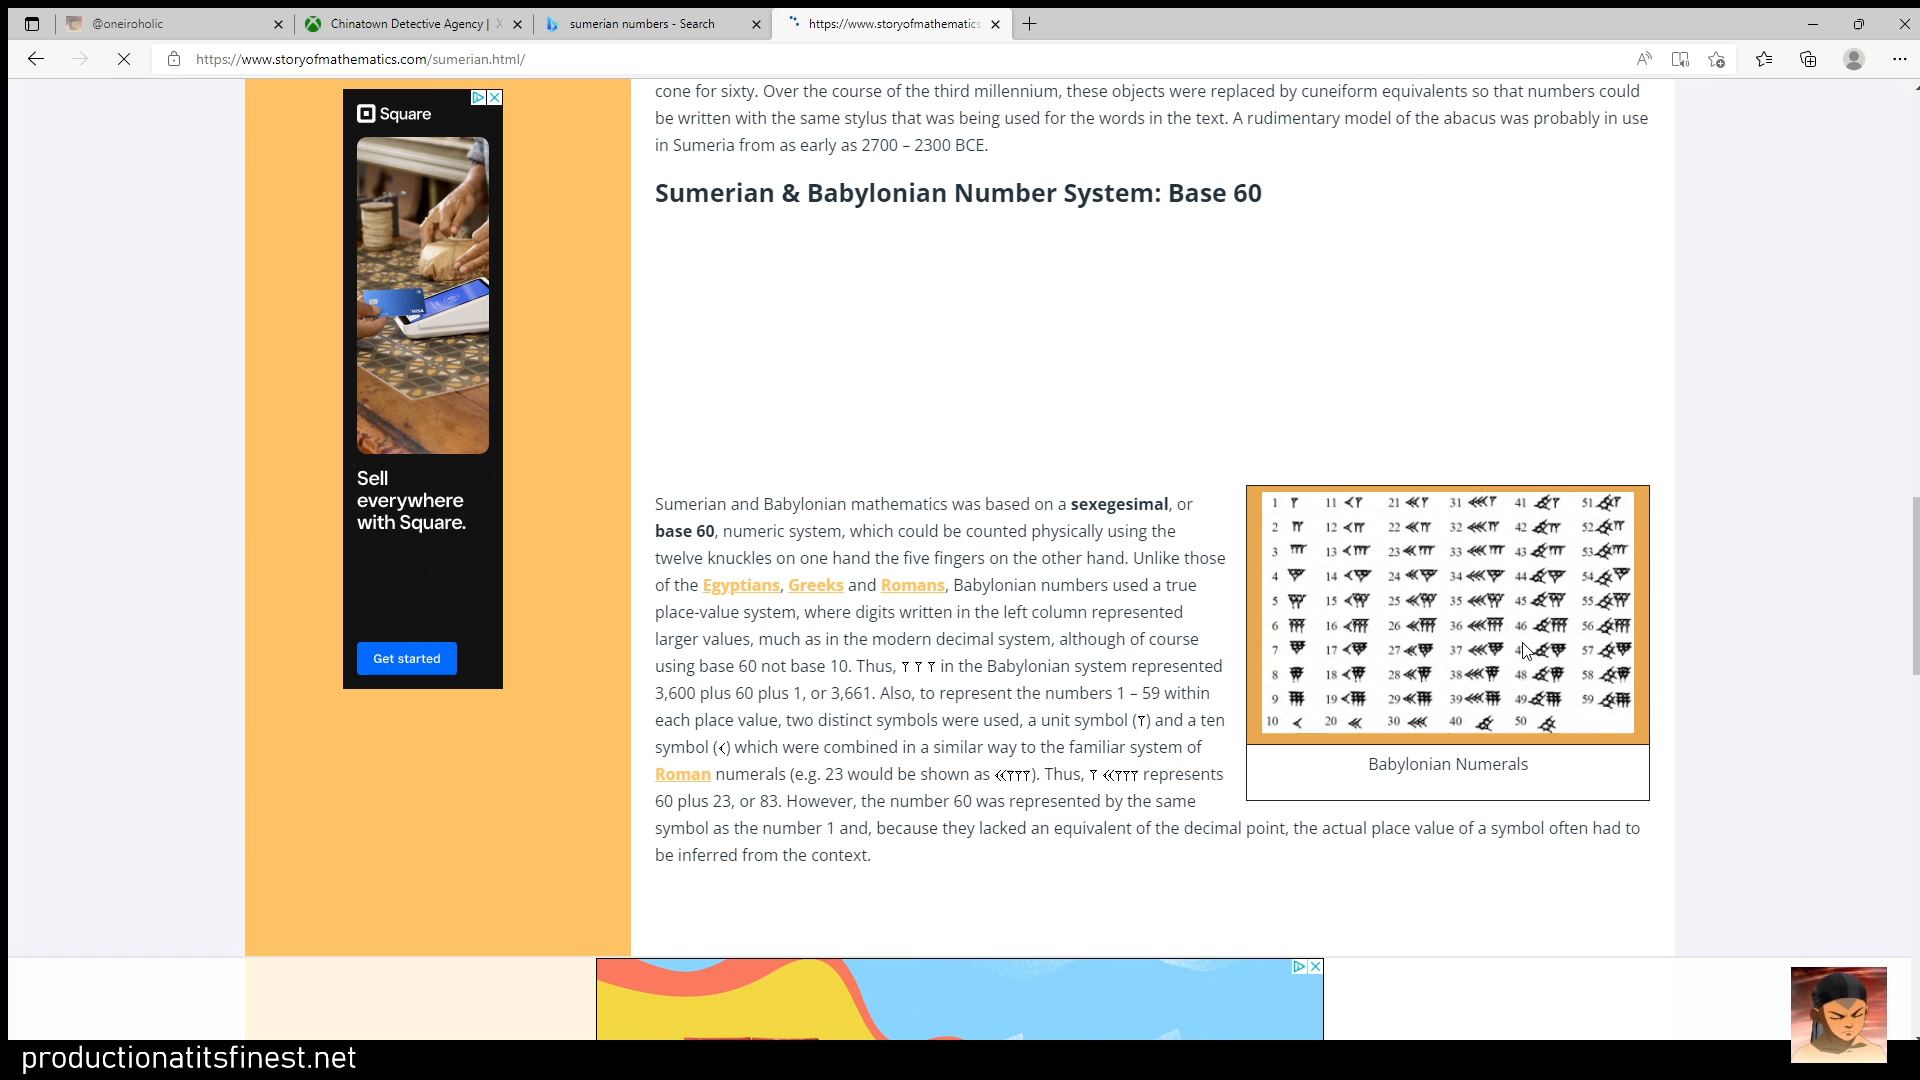 @oneiroholic
Chinatown Detective Agency | X
sumerian numbers - Search
https://www.storyofmathematics
https://www.storyofmathematics.com/sumerian.html/
Square
Sell
everywhere
with Square.
Get started
cone for sixty. Over the course of the third millennium, these objects were replaced by cuneiform equivalents so that numbers could
be written with the same stylus that was being used for the words in the text. A rudimentary model of the abacus was probably in use
in Sumeria from as early as 2700 – 2300 BCE.
Sumerian & Babylonian Number System: Base 60
Sumerian and Babylonian mathematics was based on a sexegesimal, or
base 60, numeric system, which could be counted physically using the
twelve knuckles on one hand the five fingers on the other hand. Unlike those
of the Egyptians, Greeks and Romans, Babylonian numbers used a true
place-value system, where digits written in the left column represented
larger values, much as in the modern decimal system, although of course
using base 60 not base 10. Thus, 𒁹 𒁹 𒁹 in the Babylonian system represented
3,600 plus 60 plus 1, or 3,661. Also, to represent the numbers 1 – 59 within
each place value, two distinct symbols were used, a unit symbol (𒁹) and a ten
symbol (𒌋) which were combined in a similar way to the familiar system of
Roman numerals (e.g. 23 would be shown as 𒌋𒌋𒁹𒁹𒁹). Thus, 𒁹 𒌋𒌋𒁹𒁹𒁹 represents
60 plus 23, or 83. However, the number 60 was represented by the same
symbol as the number 1 and, because they lacked an equivalent of the decimal point, the actual place value of a symbol often had to
be inferred from the context.
1 11 21 31 41 51
2 12 22 32 42 52
3 13 23 33 43 53
4 14 24 34 44 54
5 15 25 35 45 55
6 16 26 36 46 56
7 17 27 37 57
8 18 28 38 48 58
9 19 29 39 49 59
10 20 30 40 50
Babylonian Numerals
productionatitsfinest.net